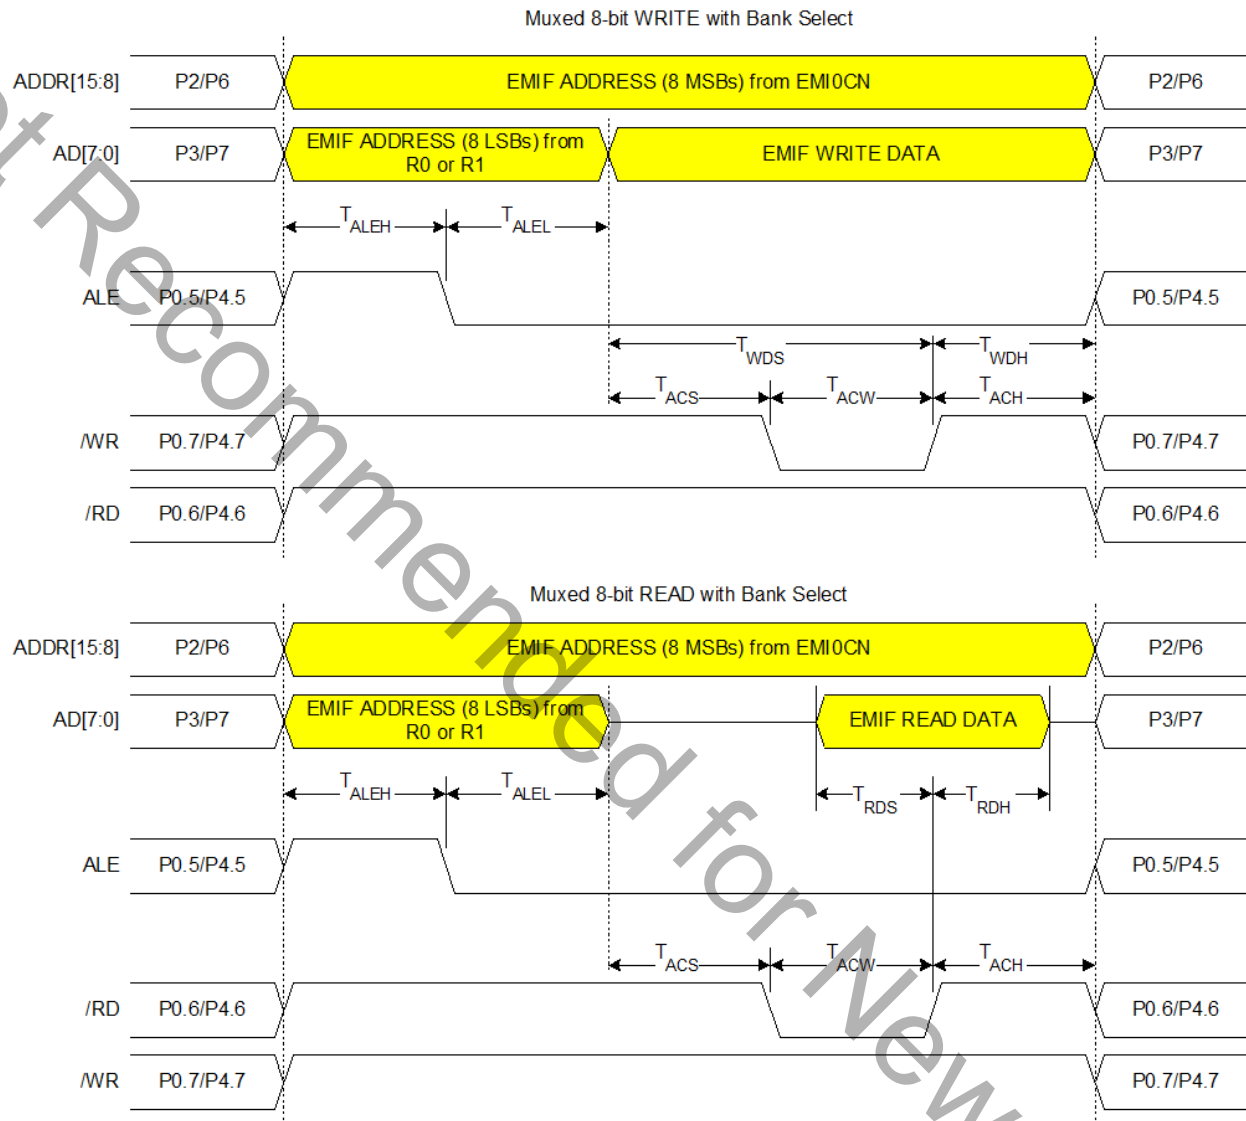 Muxed 8-bit WRITE with Bank Select
ADDR[15:8] P2/P6 EMIF ADDRESS (8 MSBs) from EMI0CN P2/P6
AD[7:0] P3/P7 EMIF ADDRESS (8 LSBs) from R0 or R1 EMIF WRITE DATA P3/P7
TALEH TALEL
ALE P0.5/P4.5 P0.5/P4.5
TWDS TWDH
TACS TACW TACH
/WR P0.7/P4.7 P0.7/P4.7
/RD P0.6/P4.6 P0.6/P4.6
Muxed 8-bit READ with Bank Select
ADDR[15:8] P2/P6 EMIF ADDRESS (8 MSBs) from EMI0CN P2/P6
AD[7:0] P3/P7 EMIF ADDRESS (8 LSBs) from R0 or R1 EMIF READ DATA P3/P7
TALEH TALEL TRDS TRDH
ALE P0.5/P4.5 P0.5/P4.5
TACS TACW TACH
/RD P0.6/P4.6 P0.6/P4.6
/WR P0.7/P4.7 P0.7/P4.7
Recommended for New